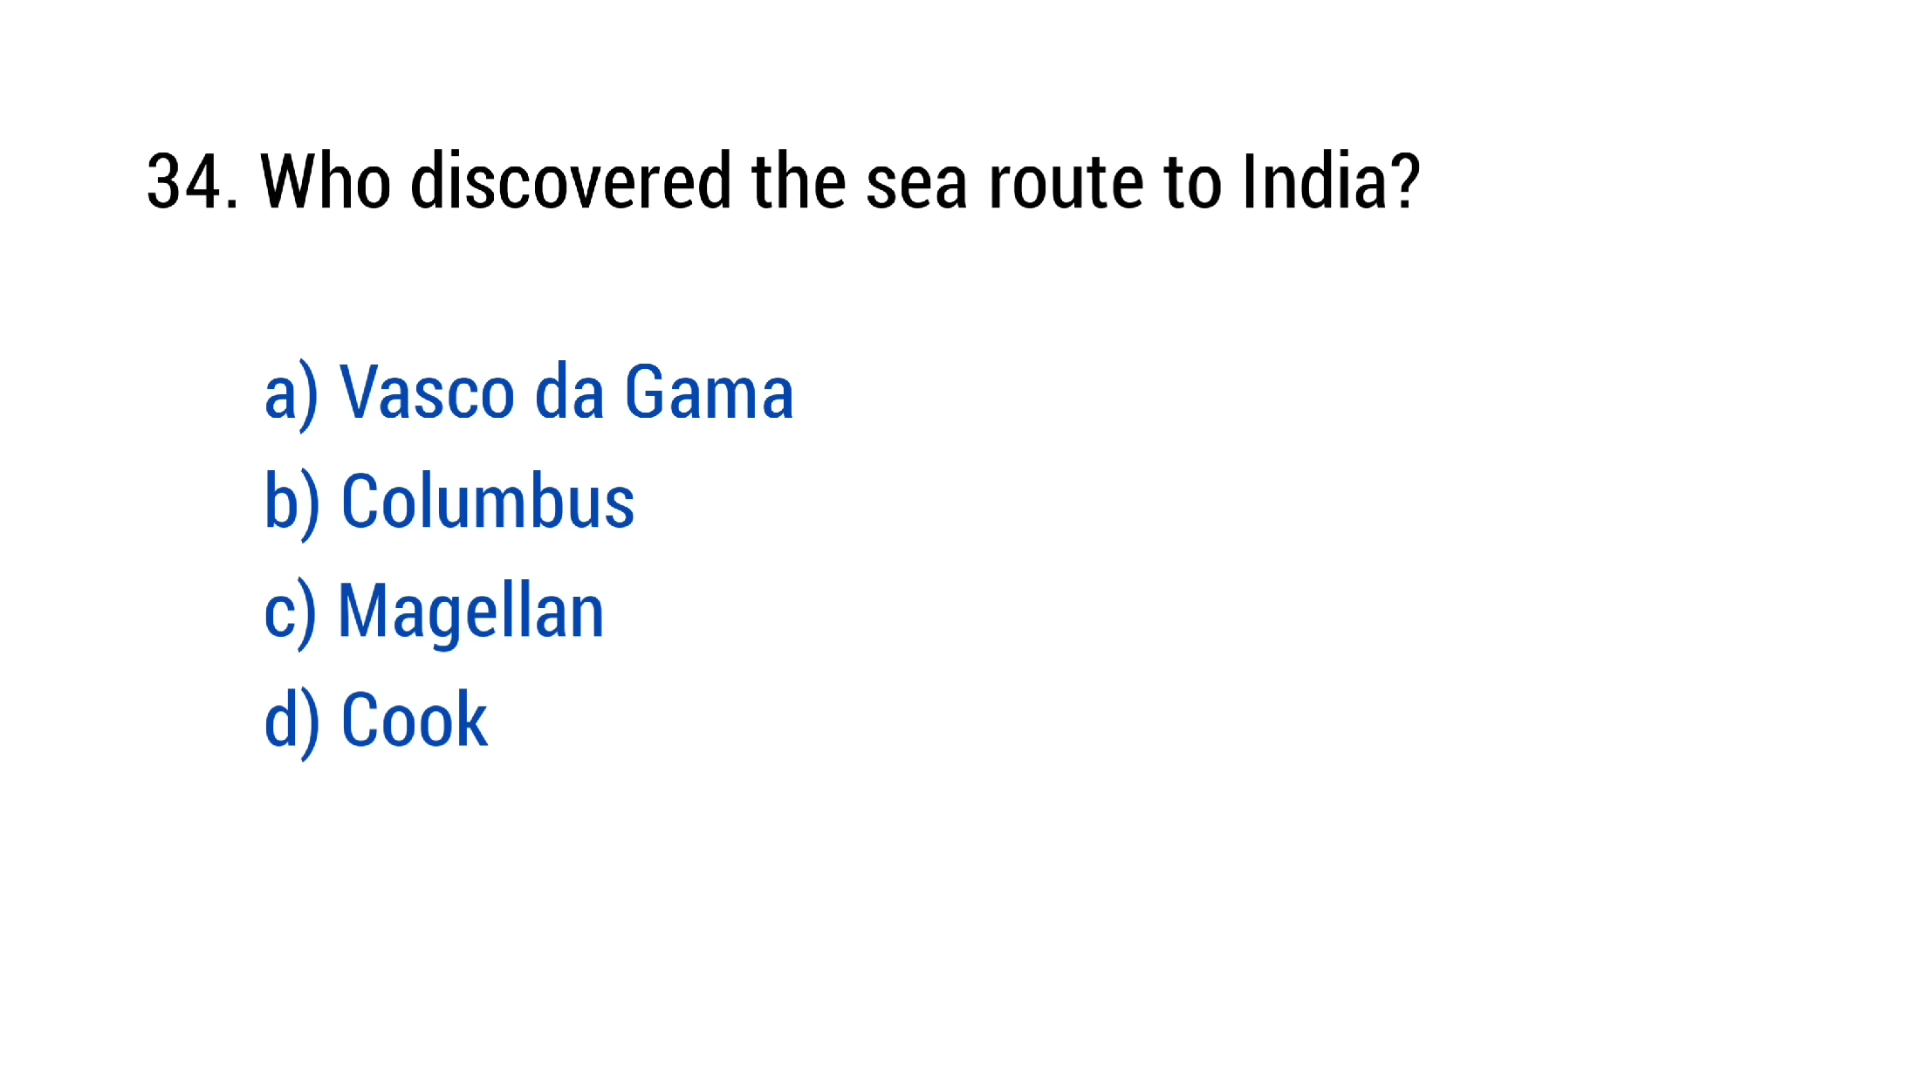 34. Who discovered the sea route to India?
a) Vasco da Gama
b) Columbus
c) Magellan
d) Cook